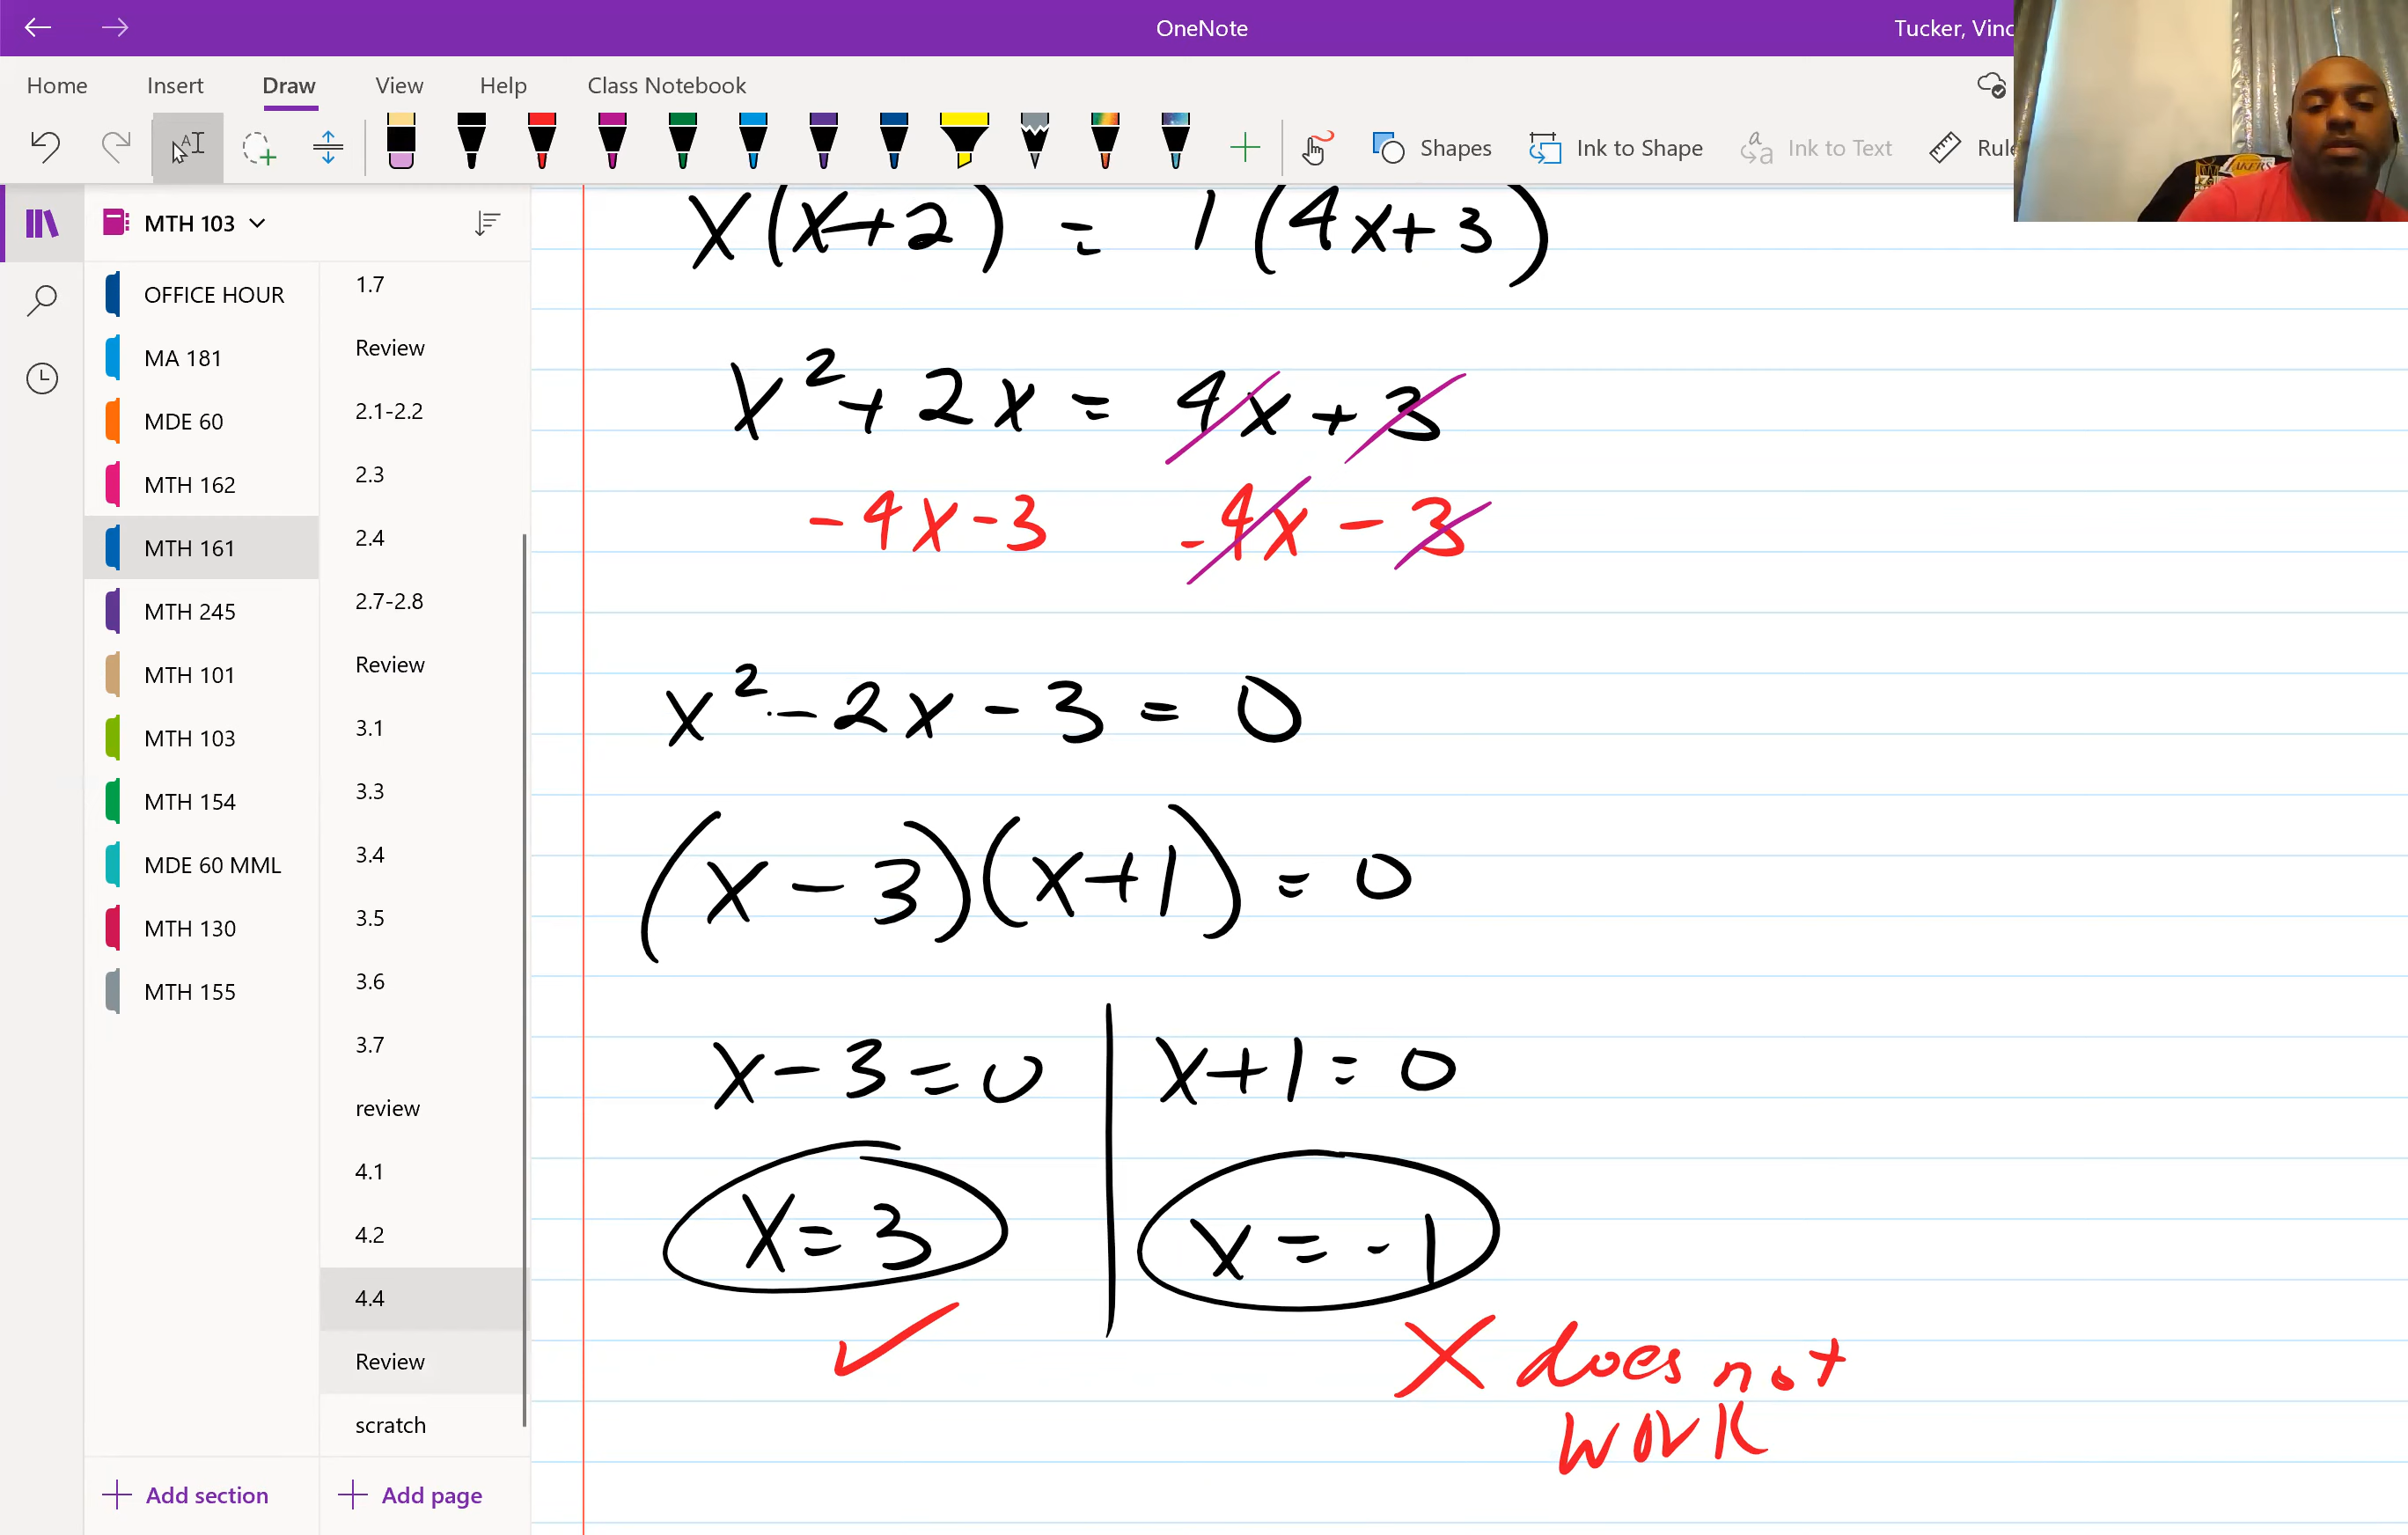 OneNote
Tucker, Vinc
Home Insert Draw View Help Class Notebook
Shapes Ink to Shape Ink to Text Rule
MTH 103
OFFICE HOUR
MA 181
MDE 60
MTH 162
MTH 161
MTH 245
MTH 101
MTH 103
MTH 154
MDE 60 MML
MTH 130
MTH 155
Add section
1.7
Review
2.1-2.2
2.3
2.4
2.7-2.8
Review
3.1
3.3
3.4
3.5
3.6
3.7
review
4.1
4.2
4.4
Review
scratch
Add page
x(x+2) = 1(4x+3)
x²+2x = 4x+3
-4x-3 -4x-3
x²-2x-3 = 0
(x-3)(x+1) = 0
x-3=0 x+1=0
x=3 x=-1
✓ X does not
work
LAKERS